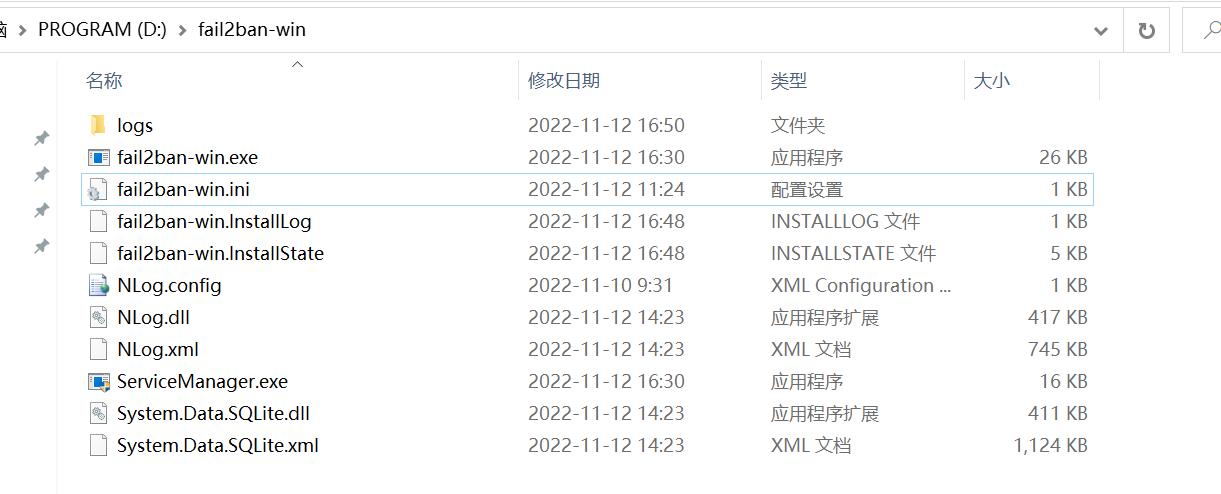 PROGRAM (D:) fail2ban-win
名称 修改日期 类型 大小
logs 2022-11-12 16:50 文件夹
fail2ban-win.exe 2022-11-12 16:30 应用程序 26 KB
fail2ban-win.ini 2022-11-12 11:24 配置设置 1 KB
fail2ban-win.InstallLog 2022-11-12 16:48 INSTALLLOG 文件 1 KB
fail2ban-win.InstallState 2022-11-12 16:48 INSTALLSTATE 文件 5 KB
NLog.config 2022-11-10 9:31 XML Configuration ... 1 KB
NLog.dll 2022-11-12 14:23 应用程序扩展 417 KB
NLog.xml 2022-11-12 14:23 XML 文档 745 KB
ServiceManager.exe 2022-11-12 16:30 应用程序 16 KB
System.Data.SQLite.dll 2022-11-12 14:23 应用程序扩展 411 KB
System.Data.SQLite.xml 2022-11-12 14:23 XML 文档 1,124 KB